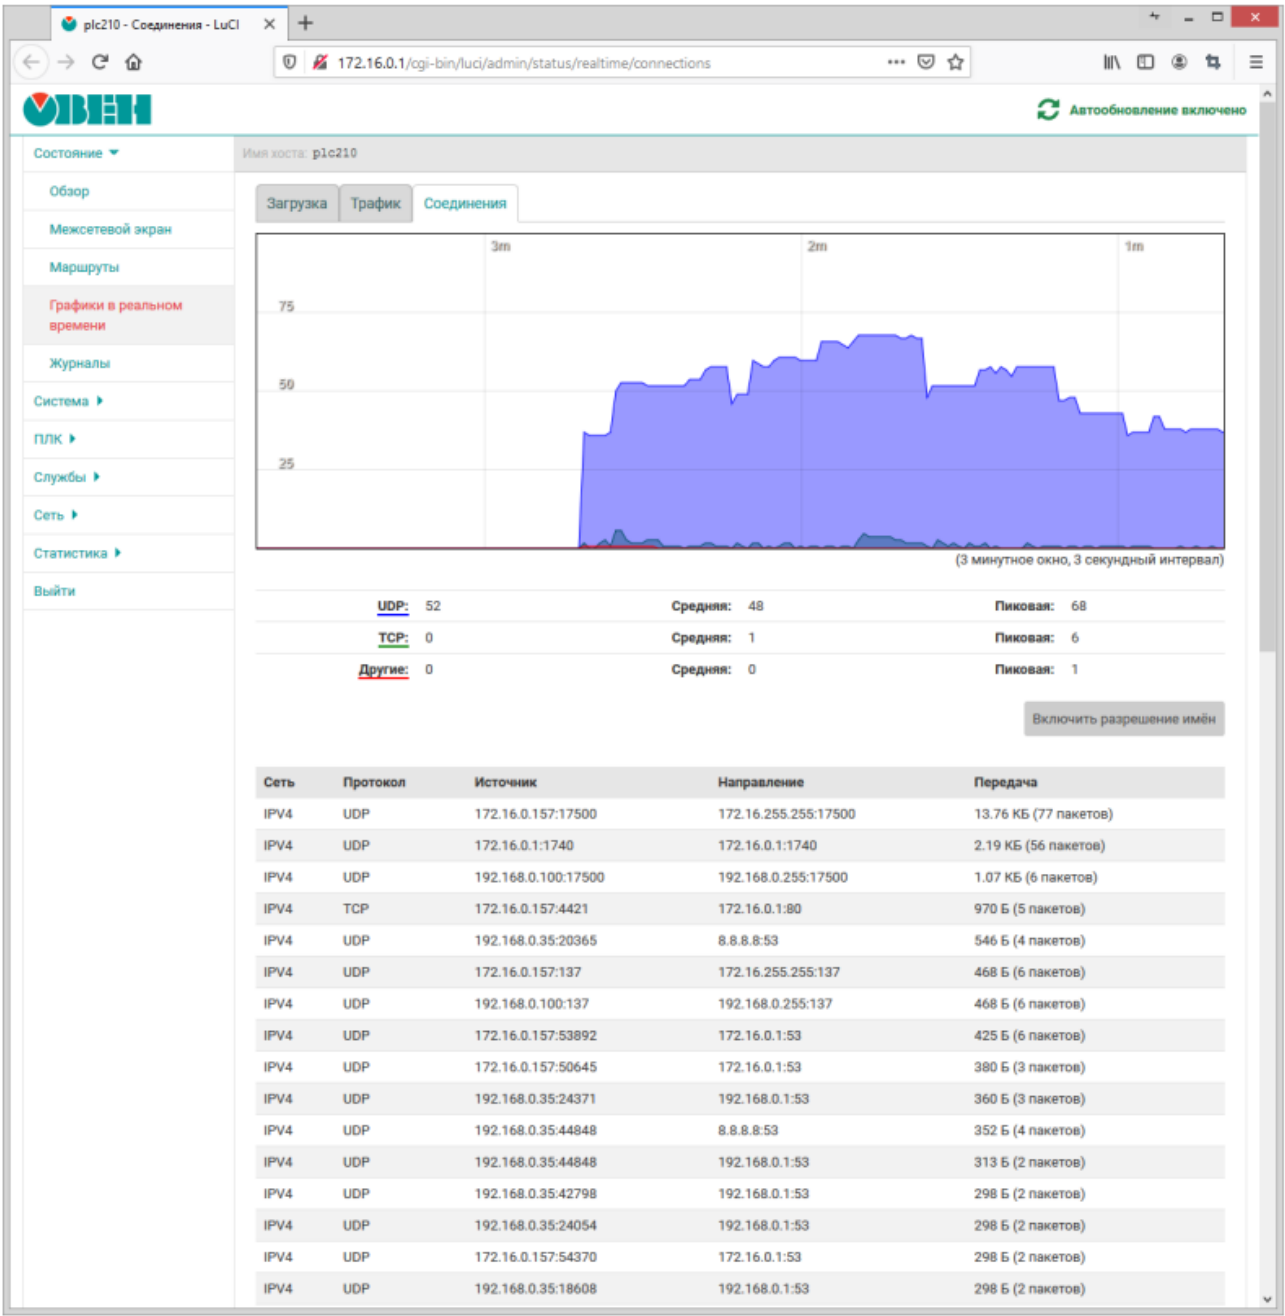 plc210 - Соединения - LuCI
172.16.0.1/cgi-bin/luci/admin/status/realtime/connections
ОВЕН
Автообновление включено
Состояние
Имя хоста: plc210
Обзор
Межсетевой экран
Маршруты
Графики в реальном
времени
Журналы
Система
ПЛК
Службы
Сеть
Статистика
Выйти
Загрузка Трафик Соединения
3m 2m 1m
75
50
25
(3 минутное окно, 3 секундный интервал)
UDP: 52 Средняя: 48 Пиковая: 68
TCP: 0 Средняя: 1 Пиковая: 6
Другие: 0 Средняя: 0 Пиковая: 1
Включить разрешение имён
Сеть Протокол Источник Направление Передача
IPV4 UDP 172.16.0.157:17500 172.16.255.255:17500 13.76 КБ (77 пакетов)
IPV4 UDP 172.16.0.1:1740 172.16.0.1:1740 2.19 КБ (56 пакетов)
IPV4 UDP 192.168.0.100:17500 192.168.0.255:17500 1.07 КБ (6 пакетов)
IPV4 TCP 172.16.0.157:4421 172.16.0.1:80 970 Б (5 пакетов)
IPV4 UDP 192.168.0.35:20365 8.8.8.8:53 546 Б (4 пакетов)
IPV4 UDP 172.16.0.157:137 172.16.255.255:137 468 Б (6 пакетов)
IPV4 UDP 192.168.0.100:137 192.168.0.255:137 468 Б (6 пакетов)
IPV4 UDP 172.16.0.157:53892 172.16.0.1:53 425 Б (6 пакетов)
IPV4 UDP 172.16.0.157:50645 172.16.0.1:53 380 Б (3 пакетов)
IPV4 UDP 192.168.0.35:24371 192.168.0.1:53 360 Б (3 пакетов)
IPV4 UDP 192.168.0.35:44848 8.8.8.8:53 352 Б (4 пакетов)
IPV4 UDP 192.168.0.35:44848 192.168.0.1:53 313 Б (2 пакетов)
IPV4 UDP 192.168.0.35:42798 192.168.0.1:53 298 Б (2 пакетов)
IPV4 UDP 192.168.0.35:24054 192.168.0.1:53 298 Б (2 пакетов)
IPV4 UDP 172.16.0.157:54370 172.16.0.1:53 298 Б (2 пакетов)
IPV4 UDP 192.168.0.35:18608 192.168.0.1:53 298 Б (2 пакетов)